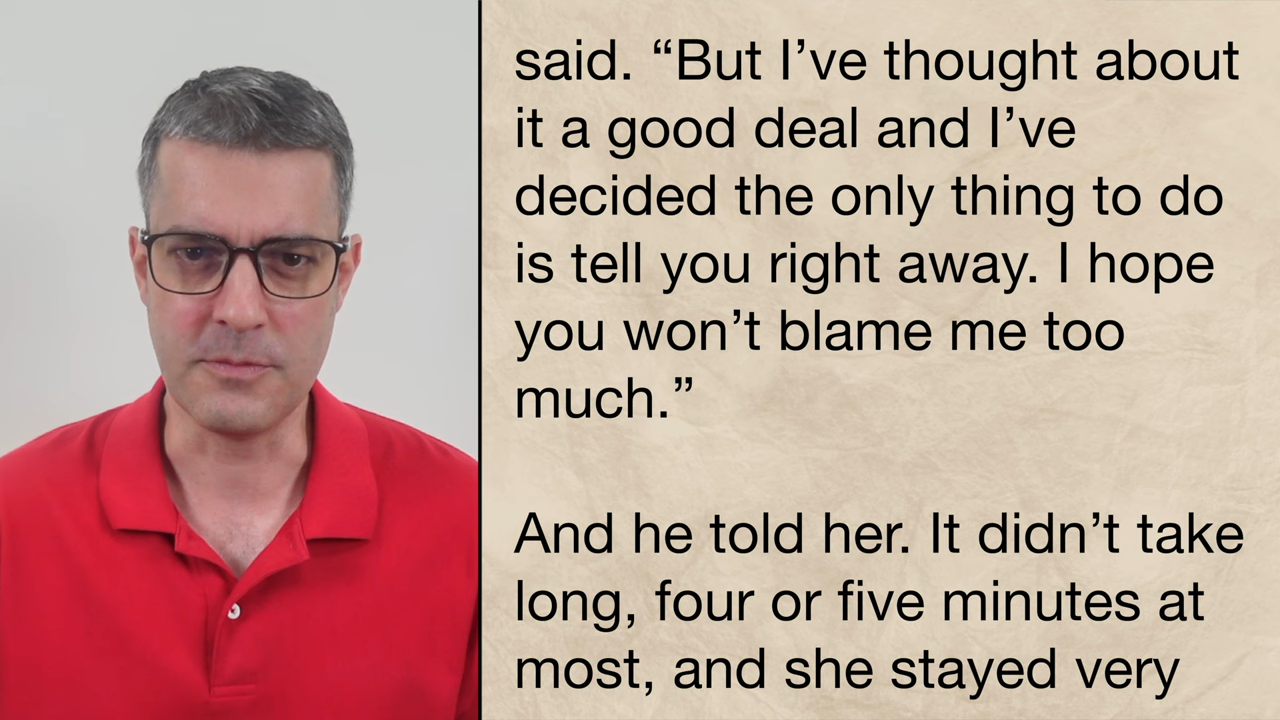 said. “But I’ve thought about
it a good deal and I’ve
decided the only thing to do
is tell you right away. I hope
you won’t blame me too
much.”
And he told her. It didn’t take
long, four or five minutes at
most, and she stayed very